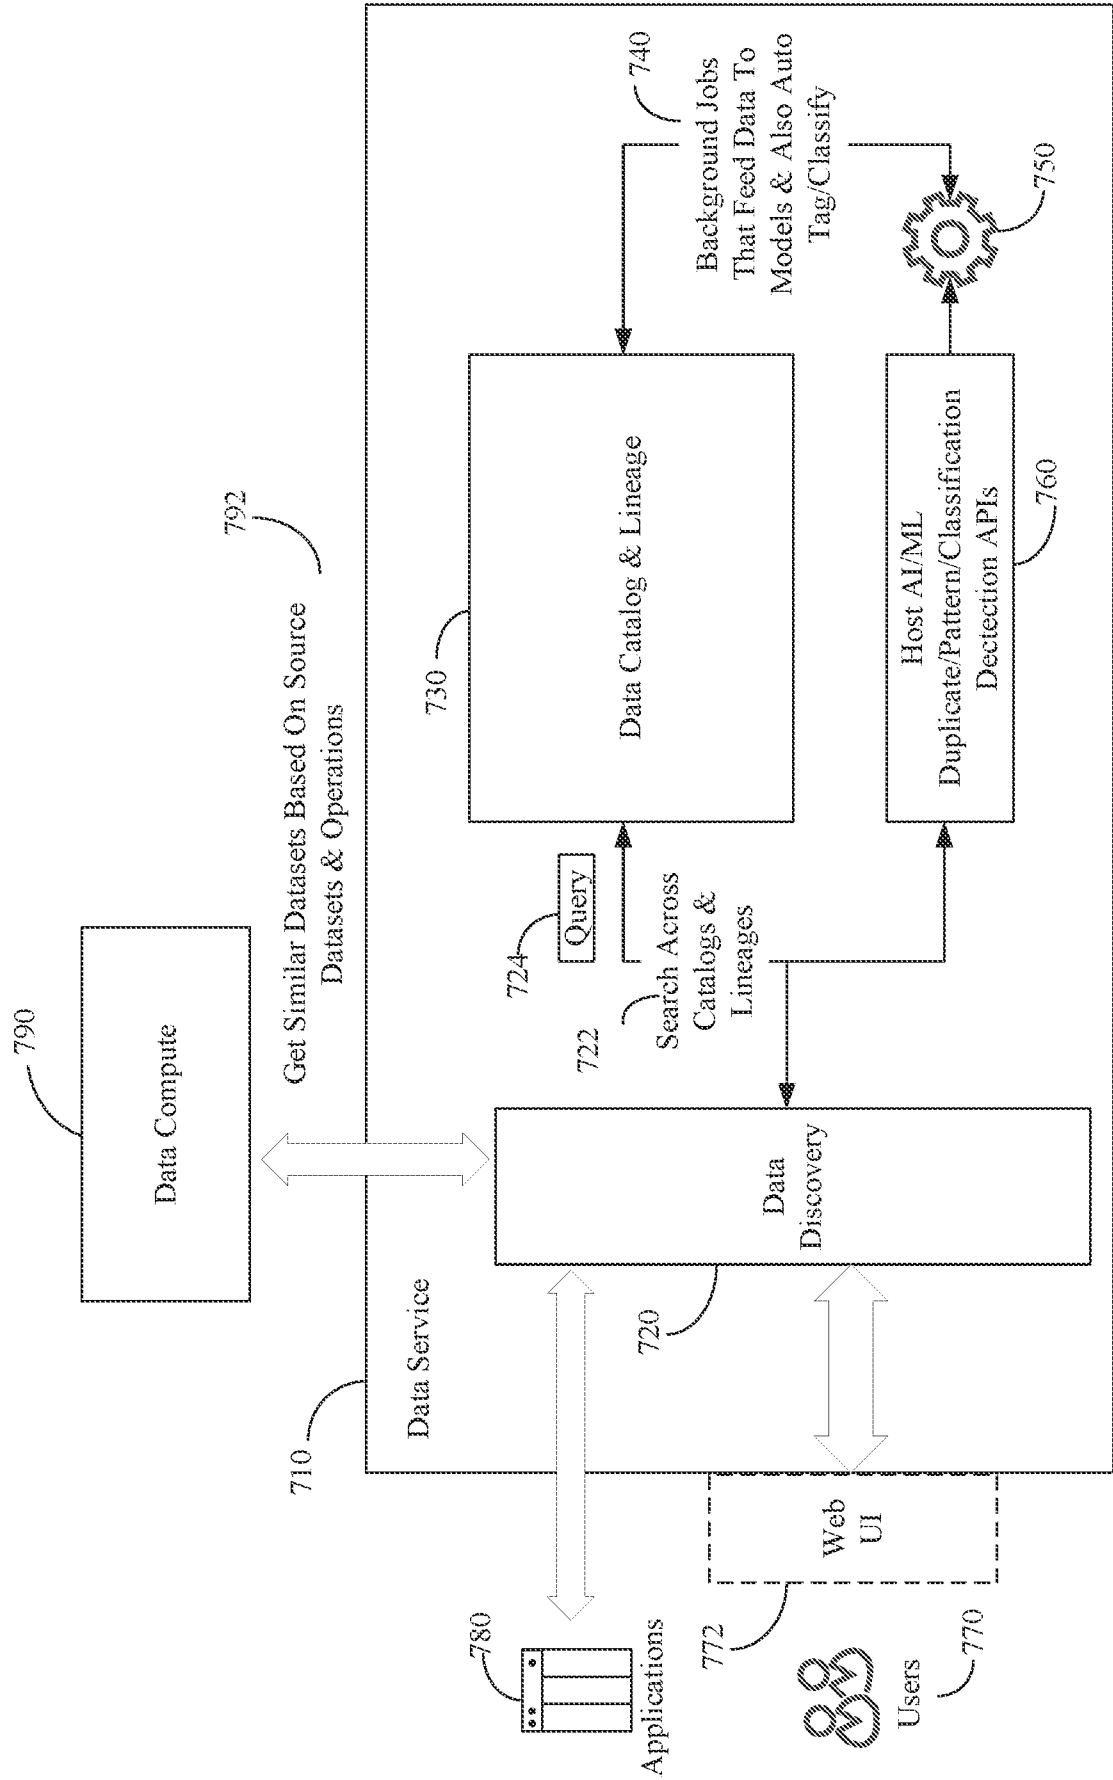 790
Data Compute
792
Get Similar Datasets Based On Source
Datasets & Operations
710
Data Service
780
Applications
772
Web
UI
770
Users
720
Data
Discovery
724
Query
722
Search Across
Catalogs &
Lineages
730
Data Catalog & Lineage
740
Background Jobs
That Feed Data To
Models & Also Auto
Tag/Classify
750
Host AI/ML
Duplicate/Pattern/Classification
Dectection APIs
760